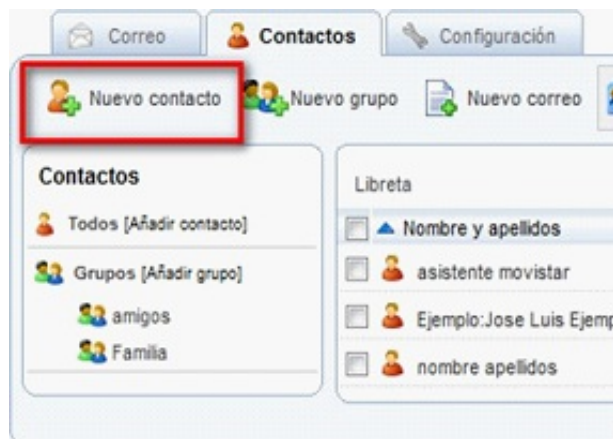 Correo
Contactos
Configuración
Nuevo contacto
Nuevo grupo
Nuevo correo
Contactos
Todos [Añadir contacto]
Grupos [Añadir grupo]
amigos
Familia
Libreta
Nombre y apellidos
asistente movistar
Ejemplo:Jose Luis Ejemp
nombre apellidos